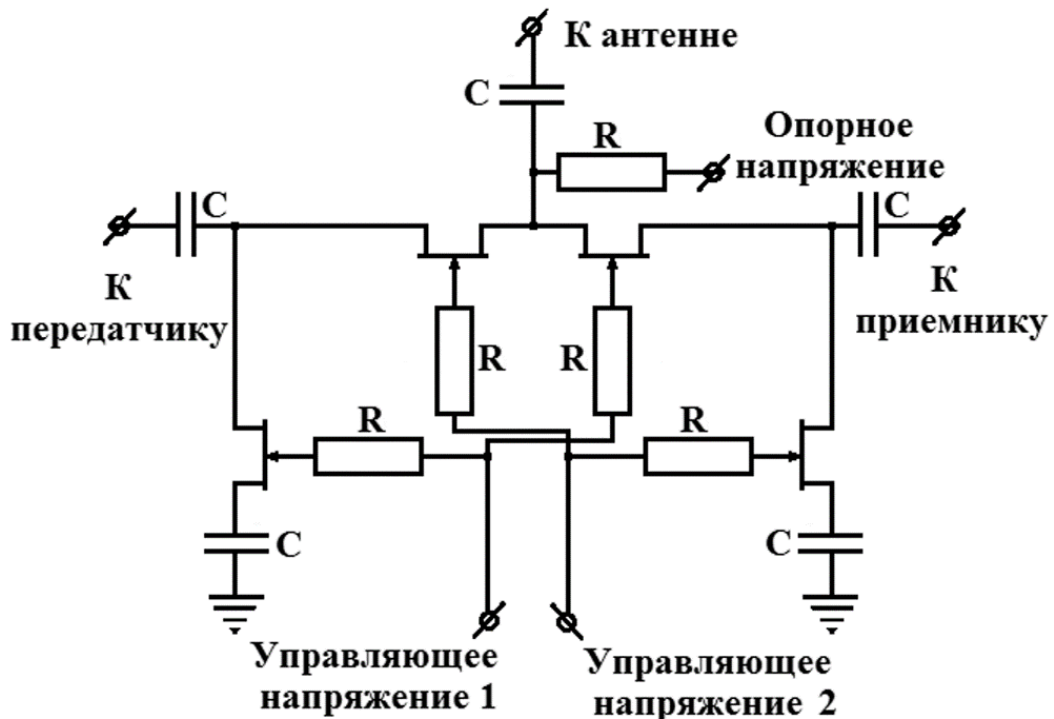 К антенне
С
R
Опорное
напряжение
С
С
К
передатчику
К
приемнику
R
R
R
R
С
С
Управляющее
напряжение 1
Управляющее
напряжение 2